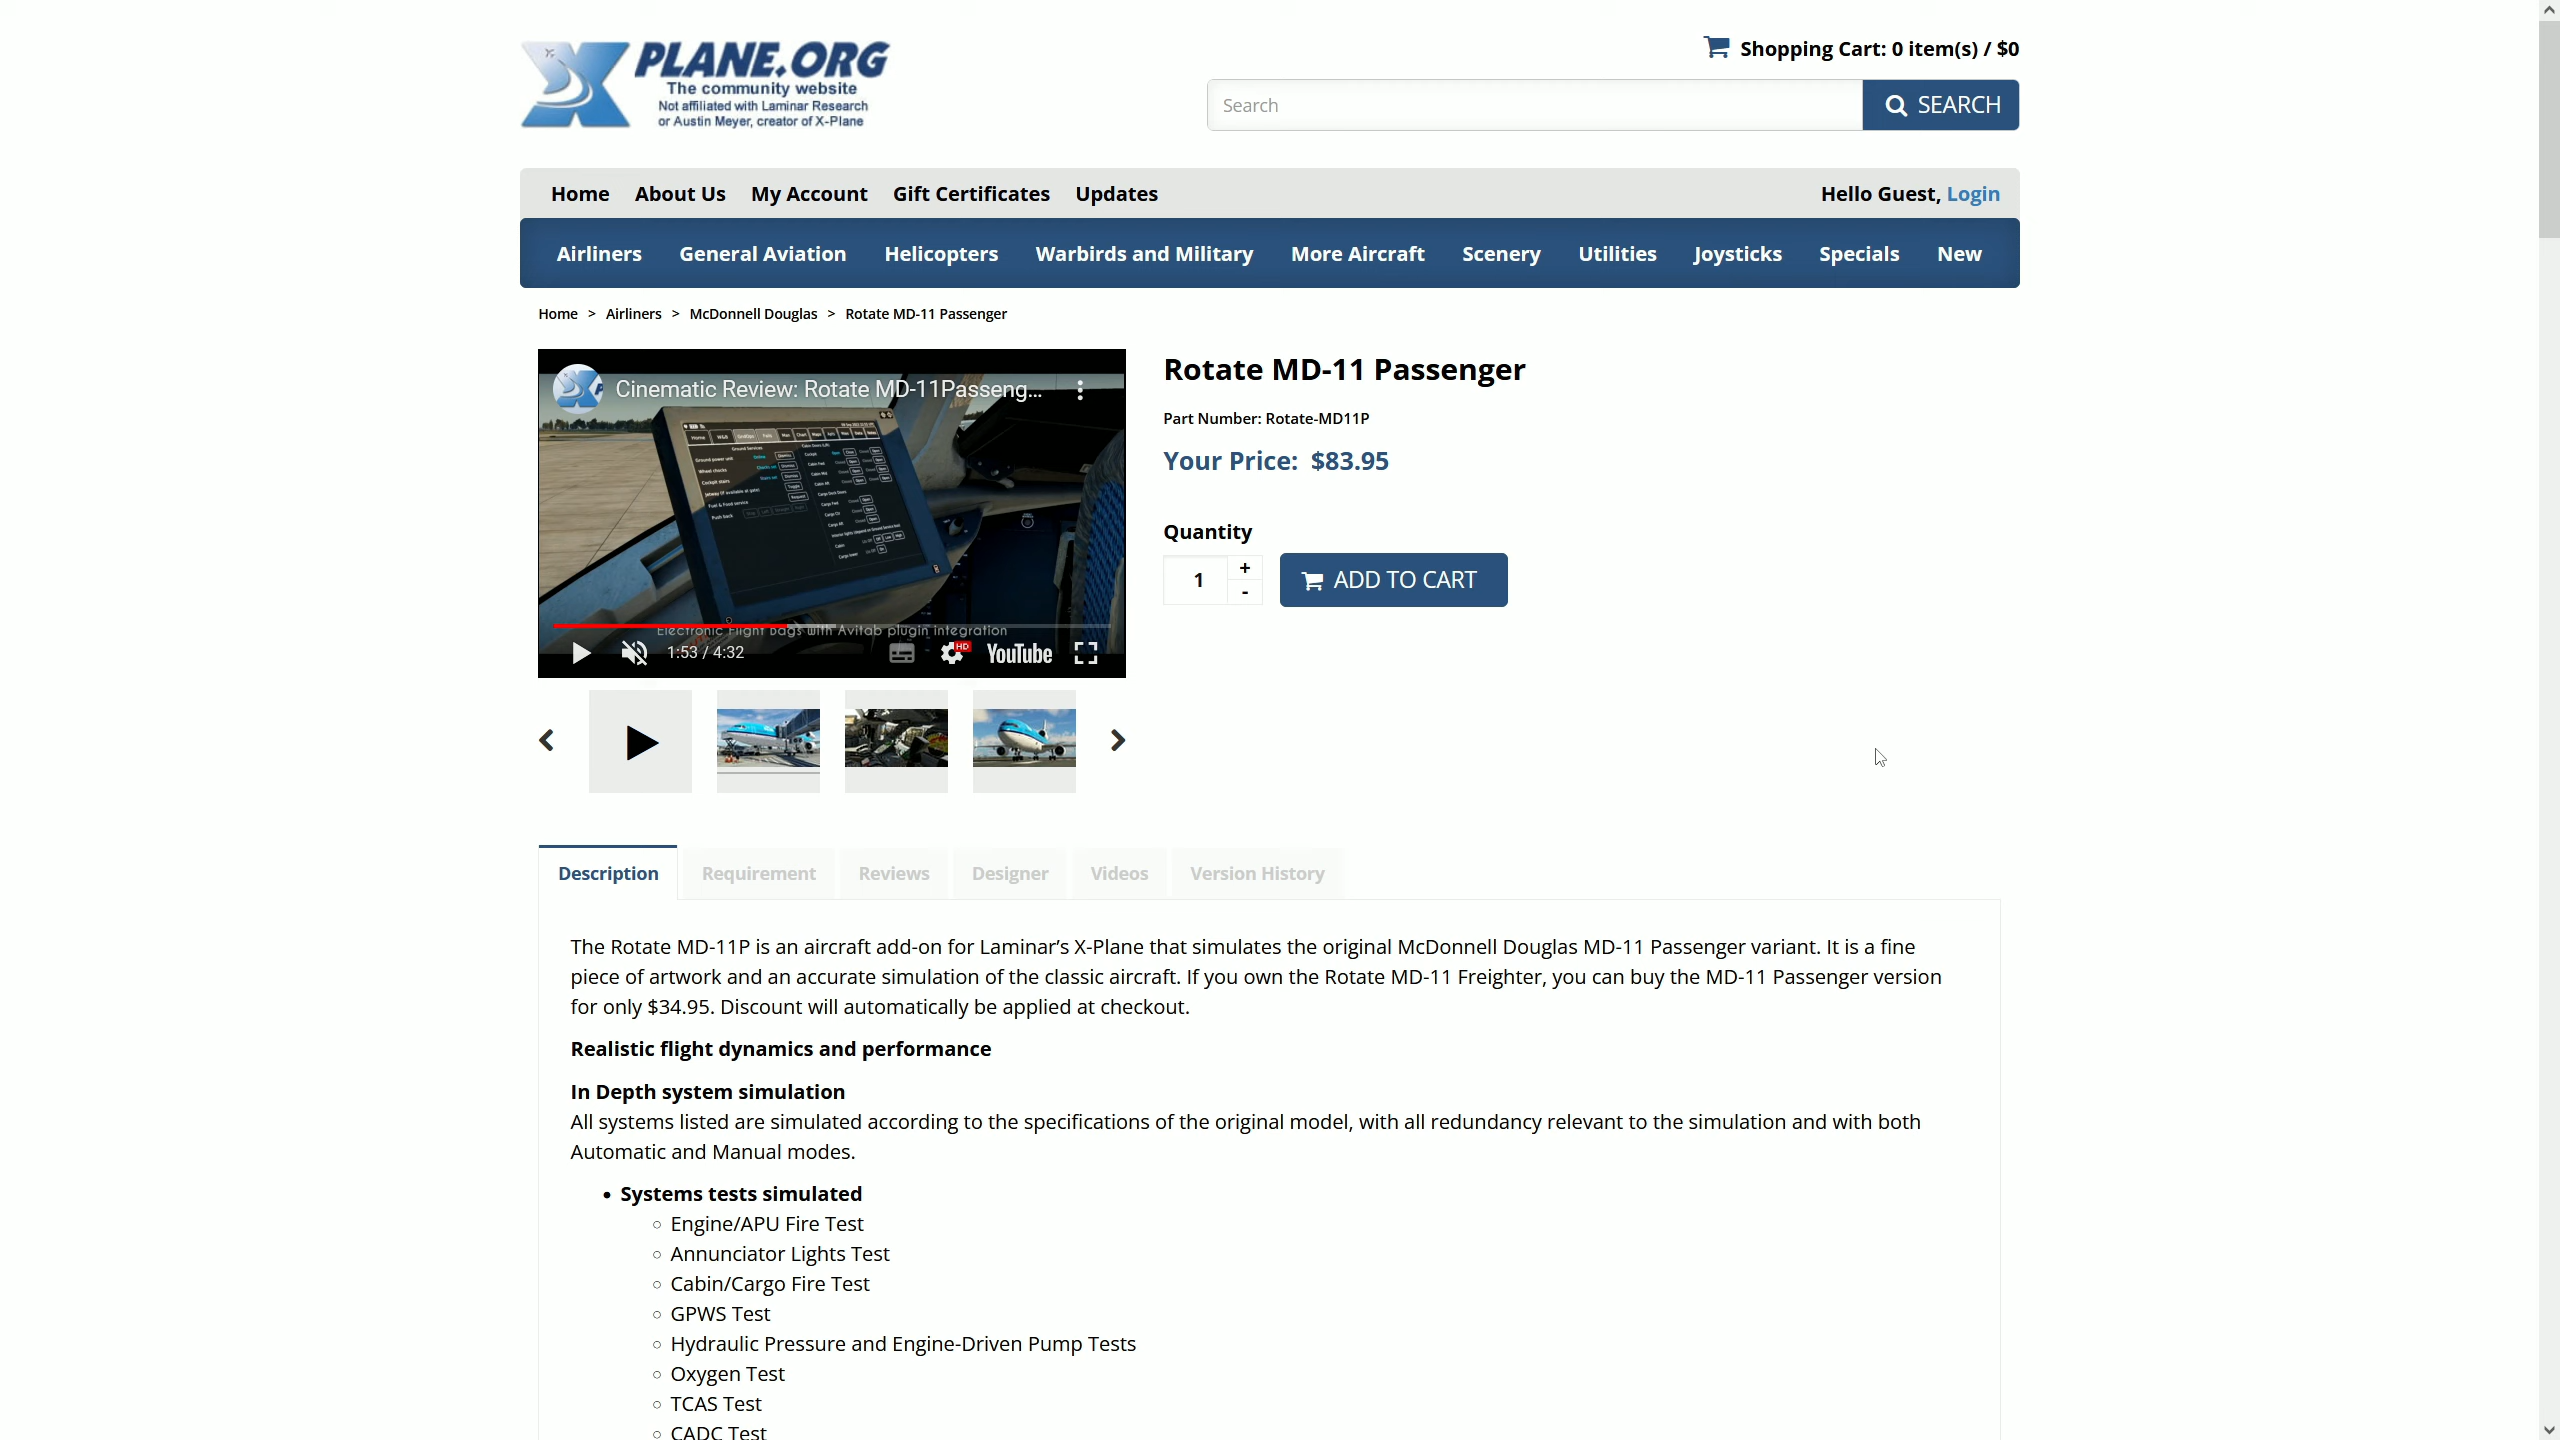 PLANE.ORG
The community website
Not affiliated with Laminar Research
or Austin Meyer, creator of X-Plane
Shopping Cart: 0 item(s) / $0
Search
SEARCH
Home About Us My Account Gift Certificates Updates
Hello Guest, Login
Airliners General Aviation Helicopters Warbirds and Military More Aircraft Scenery Utilities Joysticks Specials New
Home > Airliners > McDonnell Douglas > Rotate MD-11 Passenger
Cinematic Review: Rotate MD-11Passeng...
Electronic Flight Bags with Avitab plugin integration
1:53 / 4:32
HD
YouTube
Rotate MD-11 Passenger
Part Number: Rotate-MD11P
Your Price: $83.95
Quantity
1
+
-
ADD TO CART
Description Requirement Reviews Designer Videos Version History
The Rotate MD-11P is an aircraft add-on for Laminar’s X-Plane that simulates the original McDonnell Douglas MD-11 Passenger variant. It is a fine
piece of artwork and an accurate simulation of the classic aircraft. If you own the Rotate MD-11 Freighter, you can buy the MD-11 Passenger version
for only $34.95. Discount will automatically be applied at checkout.
Realistic flight dynamics and performance
In Depth system simulation
All systems listed are simulated according to the specifications of the original model, with all redundancy relevant to the simulation and with both
Automatic and Manual modes.
• Systems tests simulated
○ Engine/APU Fire Test
○ Annunciator Lights Test
○ Cabin/Cargo Fire Test
○ GPWS Test
○ Hydraulic Pressure and Engine-Driven Pump Tests
○ Oxygen Test
○ TCAS Test
○ CADC Test